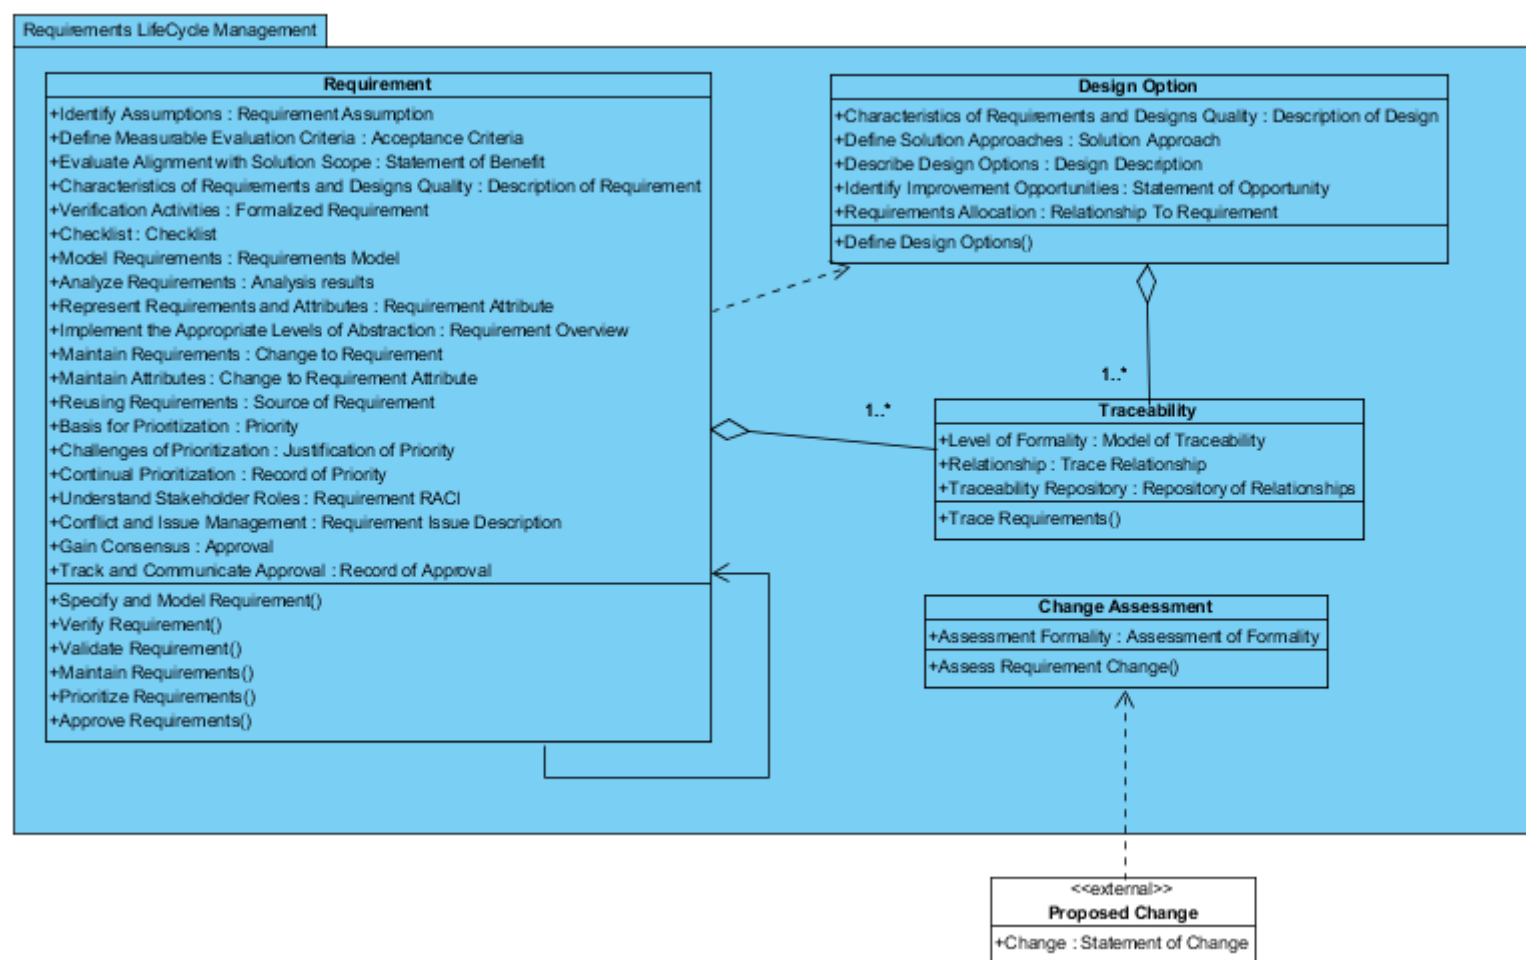 Requirements LifeCycle Management
Requirement
+Identify Assumptions : Requirement Assumption
+Define Measurable Evaluation Criteria : Acceptance Criteria
+Evaluate Alignment with Solution Scope : Statement of Benefit
+Characteristics of Requirements and Designs Quality : Description of Requirement
+Verification Activities : Formalized Requirement
+Checklist : Checklist
+Model Requirements : Requirements Model
+Analyze Requirements : Analysis results
+Represent Requirements and Attributes : Requirement Attribute
+Implement the Appropriate Levels of Abstraction : Requirement Overview
+Maintain Requirements : Change to Requirement
+Maintain Attributes : Change to Requirement Attribute
+Reusing Requirements : Source of Requirement
+Basis for Prioritization : Priority
+Challenges of Prioritization : Justification of Priority
+Continual Prioritization : Record of Priority
+Understand Stakeholder Roles : Requirement RACI
+Conflict and Issue Management : Requirement Issue Description
+Gain Consensus : Approval
+Track and Communicate Approval : Record of Approval
+Specify and Model Requirement()
+Verify Requirement()
+Validate Requirement()
+Maintain Requirements()
+Prioritize Requirements()
+Approve Requirements()
Design Option
+Characteristics of Requirements and Designs Quality : Description of Design
+Define Solution Approaches : Solution Approach
+Describe Design Options : Design Description
+Identify Improvement Opportunities : Statement of Opportunity
+Requirements Allocation : Relationship To Requirement
+Define Design Options()
1..*
1..*
Traceability
+Level of Formality : Model of Traceability
+Relationship : Trace Relationship
+Traceability Repository : Repository of Relationships
+Trace Requirements()
Change Assessment
+Assessment Formality : Assessment of Formality
+Assess Requirement Change()
<<external>>
Proposed Change
+Change : Statement of Change